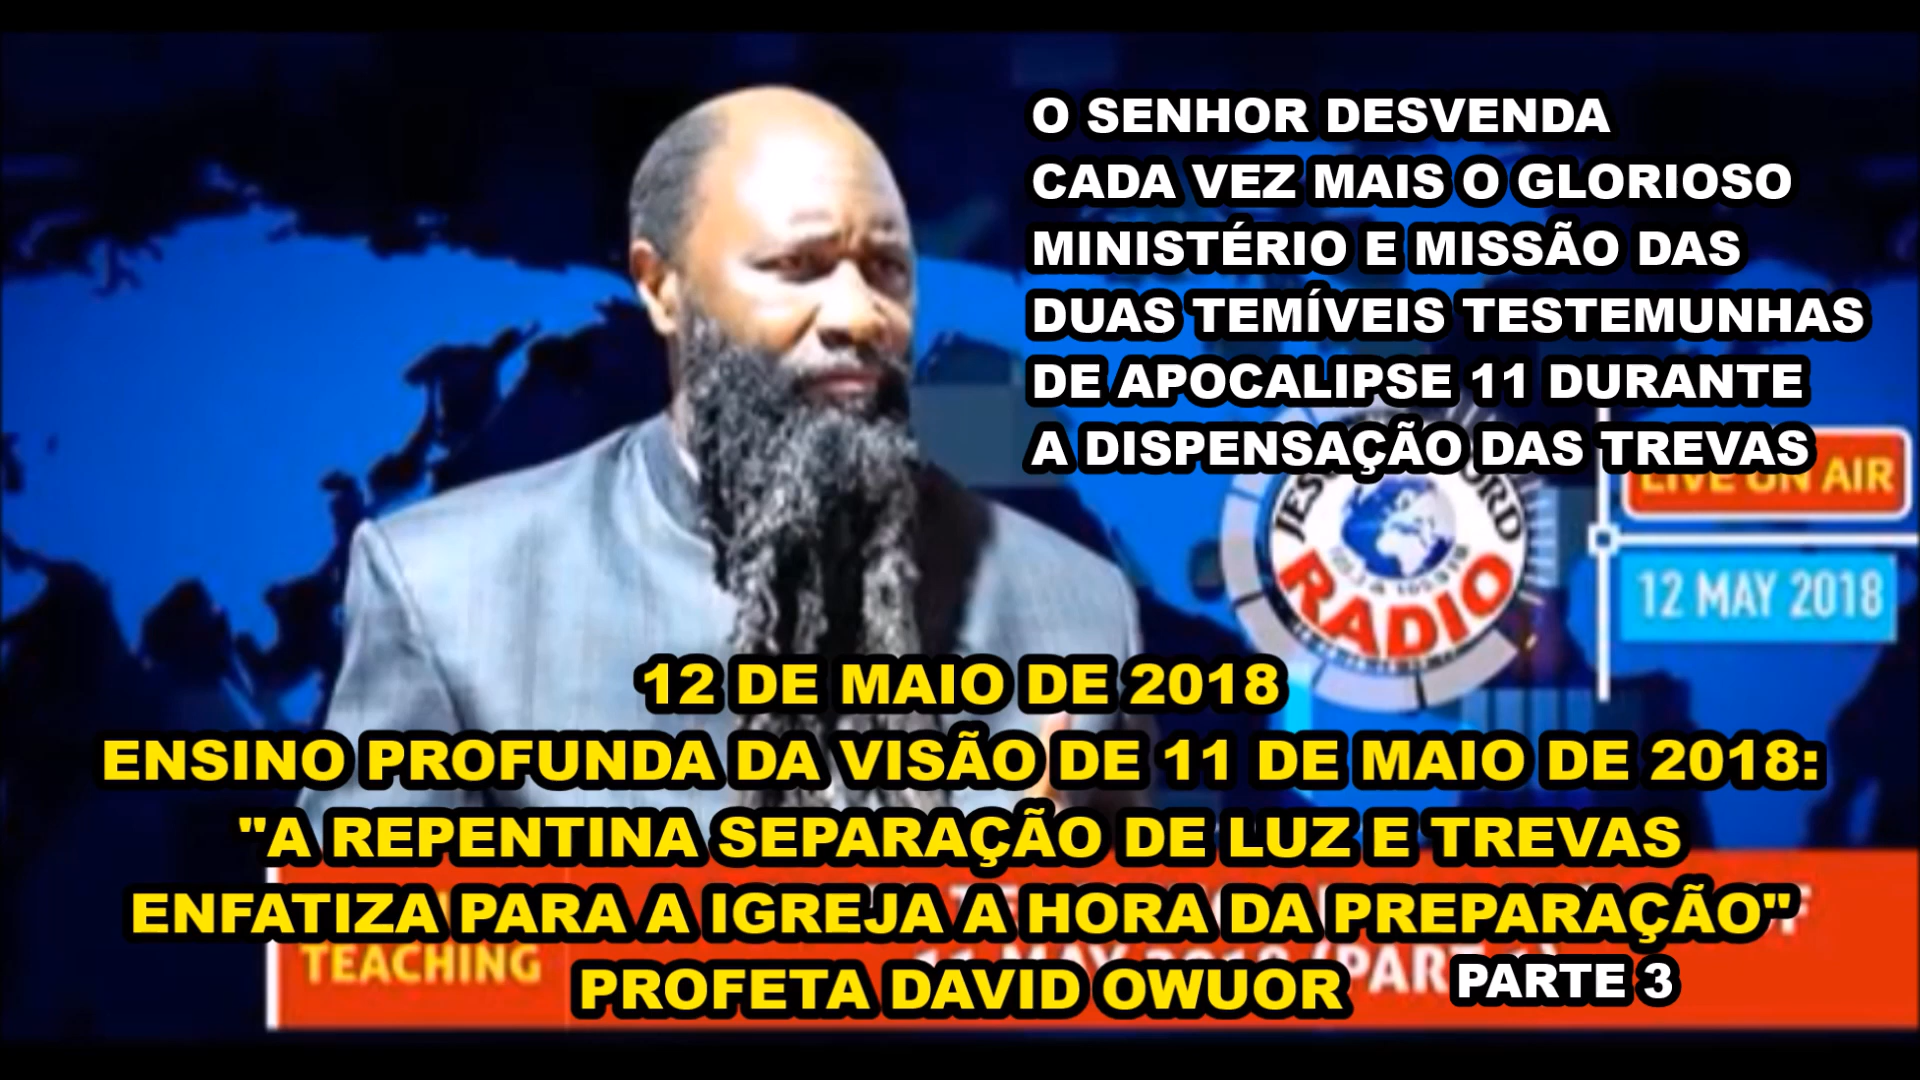 O SENHOR DESVENDA
CADA VEZ MAIS O GLORIOSO
MINISTÉRIO E MISSÃO DAS
DUAS TEMÍVEIS TESTEMUNHAS
DE APOCALIPSE 11 DURANTE
A DISPENSAÇÃO DAS TREVAS
LIVE ON AIR
RADIO
12 MAY 2018
12 DE MAIO DE 2018
ENSINO PROFUNDA DA VISÃO DE 11 DE MAIO DE 2018:
"A REPENTINA SEPARAÇÃO DE LUZ E TREVAS
ENFATIZA PARA A IGREJA A HORA DA PREPARAÇÃO"
TEACHING
PROFETA DAVID OWUOR
PARTE 3